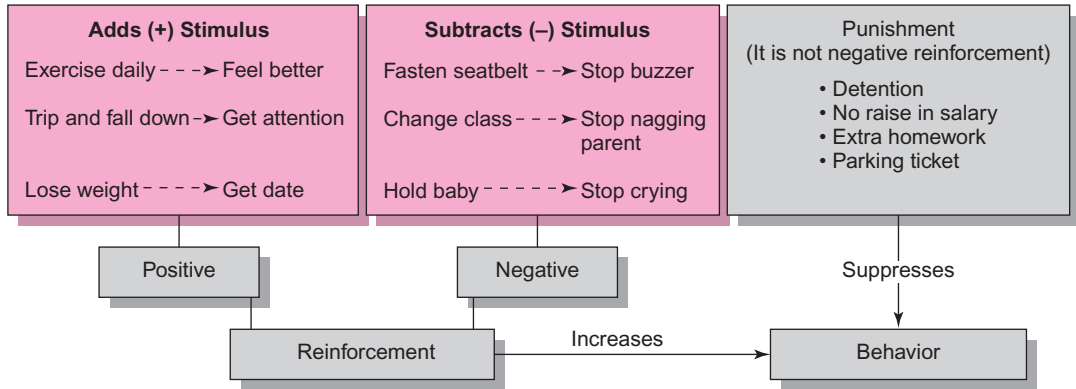 Adds (+) Stimulus
Exercise daily Feel better
Trip and fall down Get attention
Lose weight Get date
Subtracts (–) Stimulus
Fasten seatbelt Stop buzzer
Change class Stop nagging
parent
Hold baby Stop crying
Punishment
(It is not negative reinforcement)
• Detention
• No raise in salary
• Extra homework
• Parking ticket
Positive
Negative
Suppresses
Reinforcement
Increases
Behavior